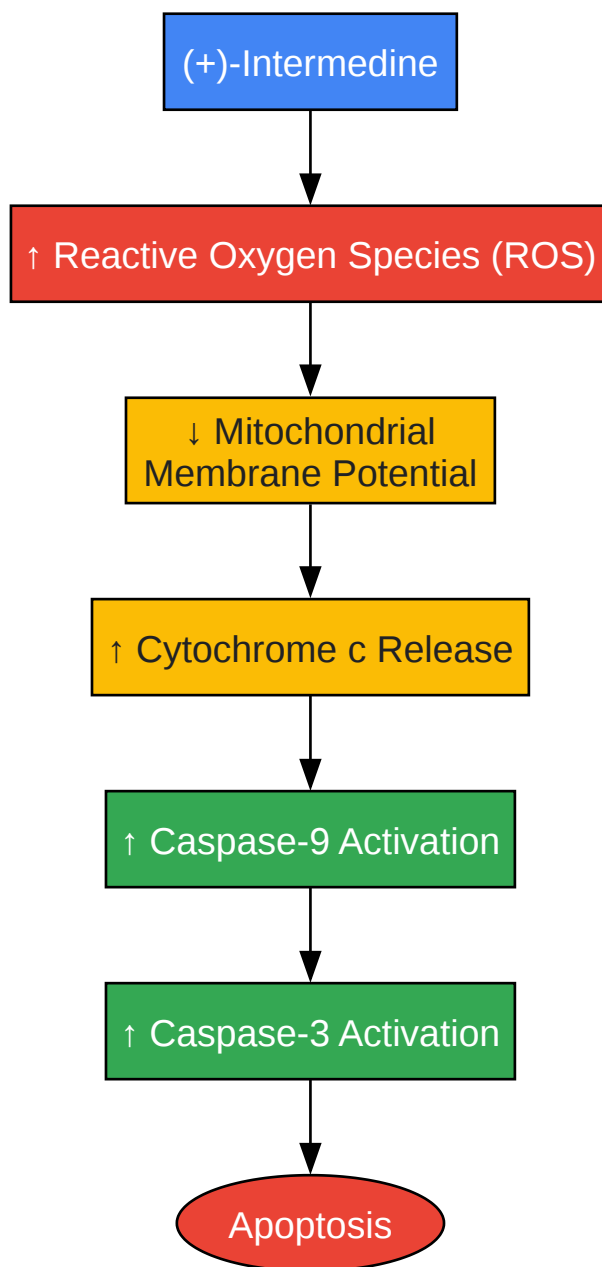 (+)-Intermedine
↑ Reactive Oxygen Species (ROS)
↓ Mitochondrial
Membrane Potential
↑ Cytochrome c Release
↑ Caspase-9 Activation
↑ Caspase-3 Activation
Apoptosis